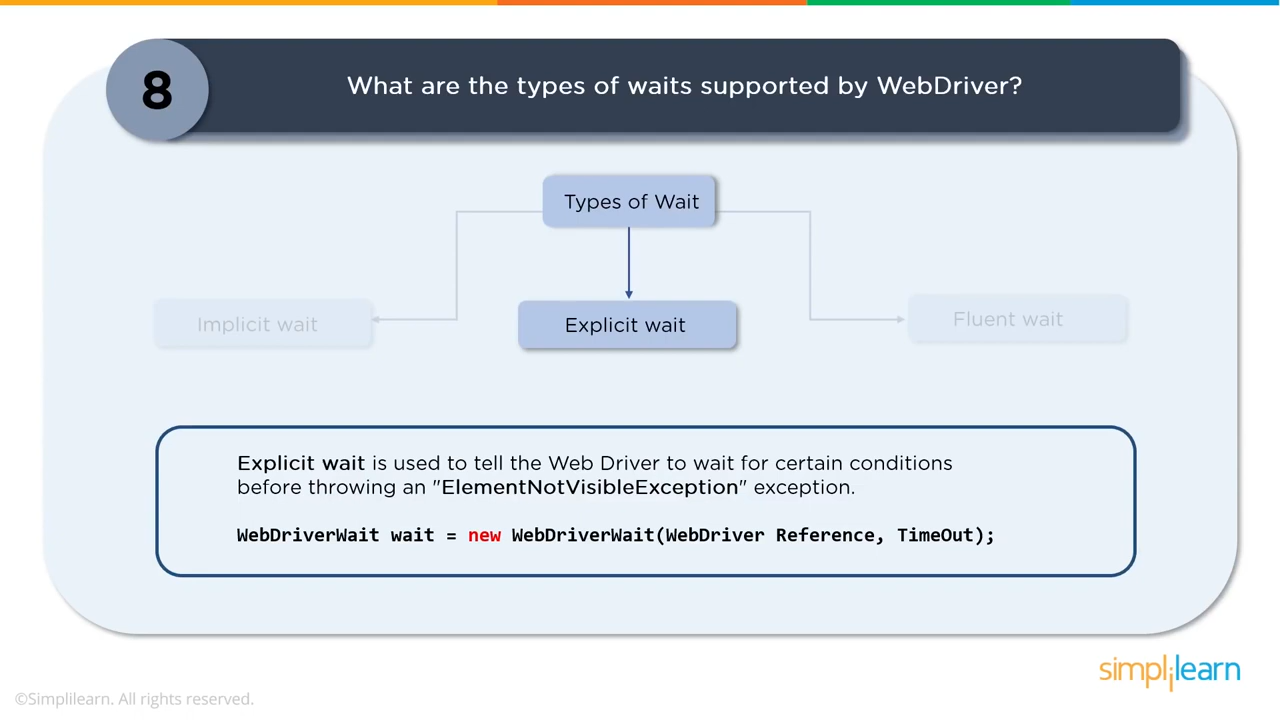 8
What are the types of waits supported by WebDriver?
Types of Wait
Implicit wait
Explicit wait
Fluent wait
Explicit wait is used to tell the Web Driver to wait for certain conditions
before throwing an "ElementNotVisibleException" exception.
WebDriverWait wait = new WebDriverWait(WebDriver Reference, TimeOut);
simplilearn
©Simplilearn. All rights reserved.